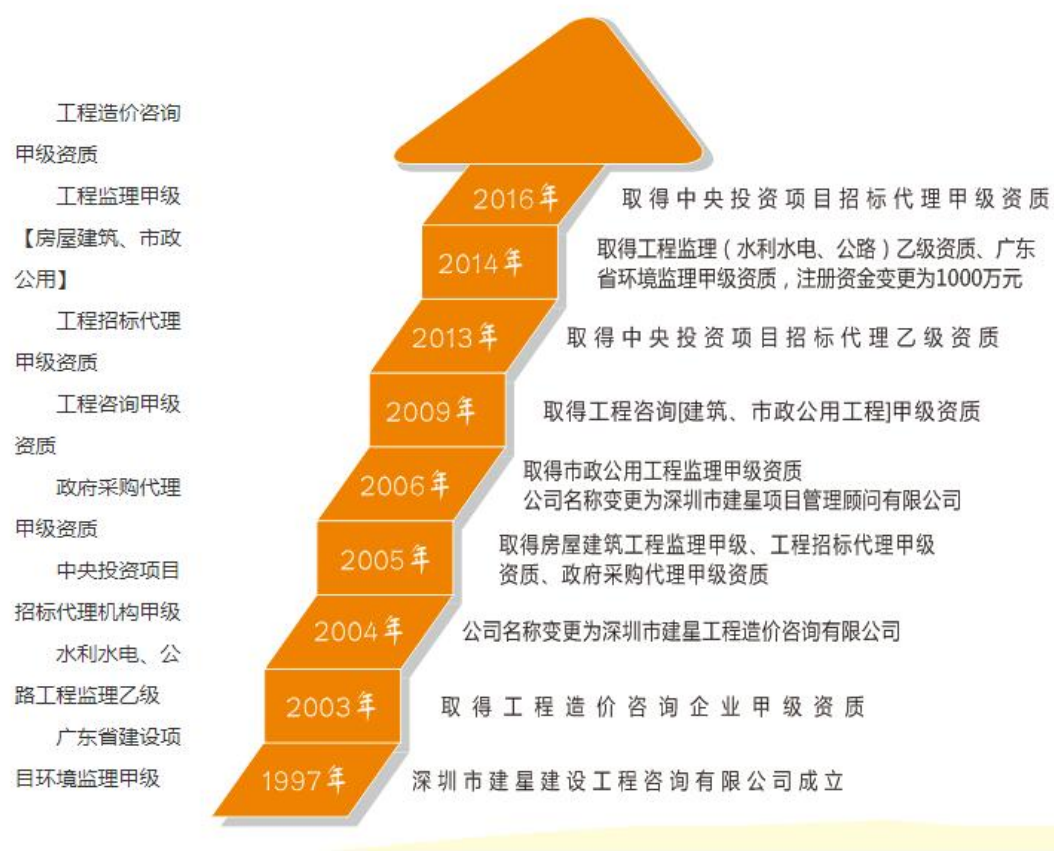 工程造价咨询
甲级资质
工程监理甲级
【房屋建筑、市政
公用】
工程招标代理
甲级资质
工程咨询甲级
资质
政府采购代理
甲级资质
中央投资项目
招标代理机构甲级
水利水电、公
路工程监理乙级
广东省建设项
目环境监理甲级
2016年
取得中央投资项目招标代理甲级资质
2014年
取得工程监理（水利水电、公路）乙级资质、广东
省环境监理甲级资质，注册资金变更为1000万元
2013年
取得中央投资项目招标代理乙级资质
2009年
取得工程咨询[建筑、市政公用工程]甲级资质
2006年
取得市政公用工程监理甲级资质
公司名称变更为深圳市建星项目管理顾问有限公司
2005年
取得房屋建筑工程监理甲级、工程招标代理甲级
资质、政府采购代理甲级资质
2004年
公司名称变更为深圳市建星工程造价咨询有限公司
2003年
取得工程造价咨询企业甲级资质
1997年
深圳市建星建设工程咨询有限公司成立